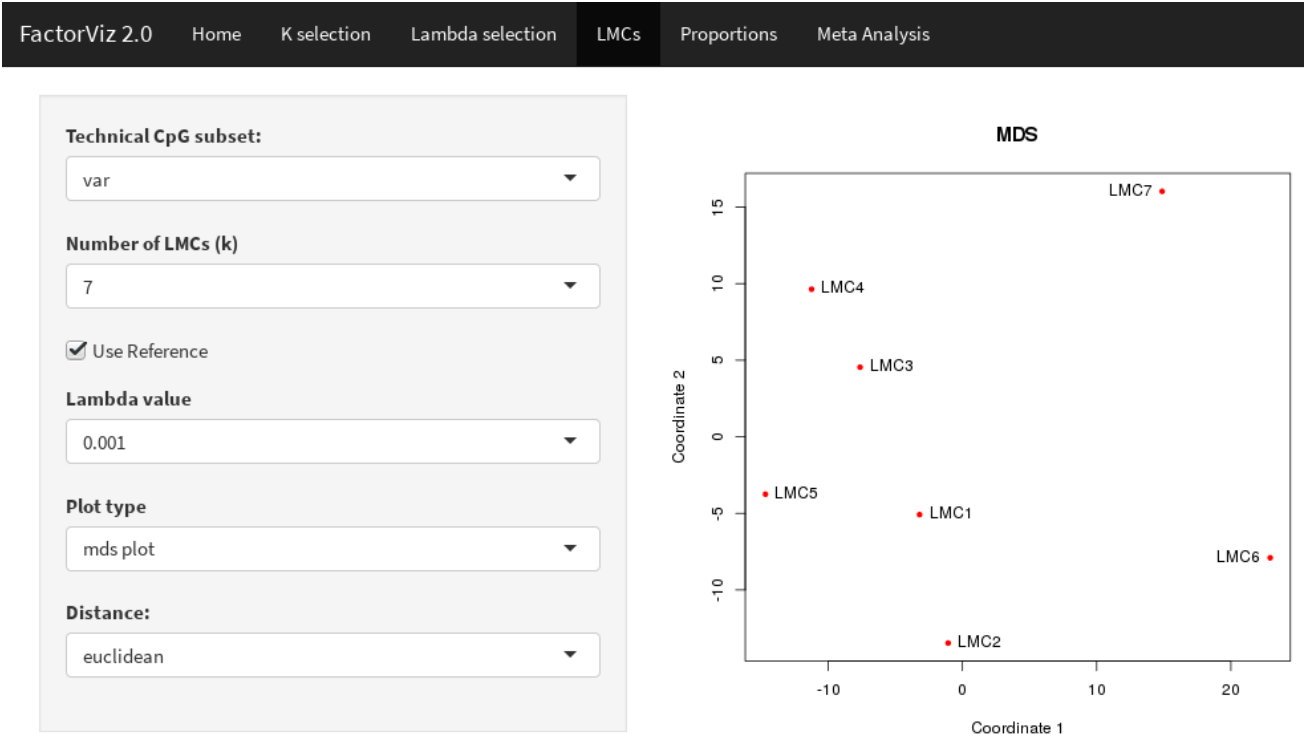 FactorViz 2.0 Home K selection Lambda selection LMCs Proportions Meta Analysis
Technical CpG subset:
var
Number of LMCs (k)
7
Use Reference
Lambda value
0.001
Plot type
mds plot
Distance:
euclidean
MDS
Coordinate 2
15
10
5
0
-5
-10
LMC7
LMC4
LMC3
LMC5
LMC1
LMC6
LMC2
-10 0 10 20
Coordinate 1